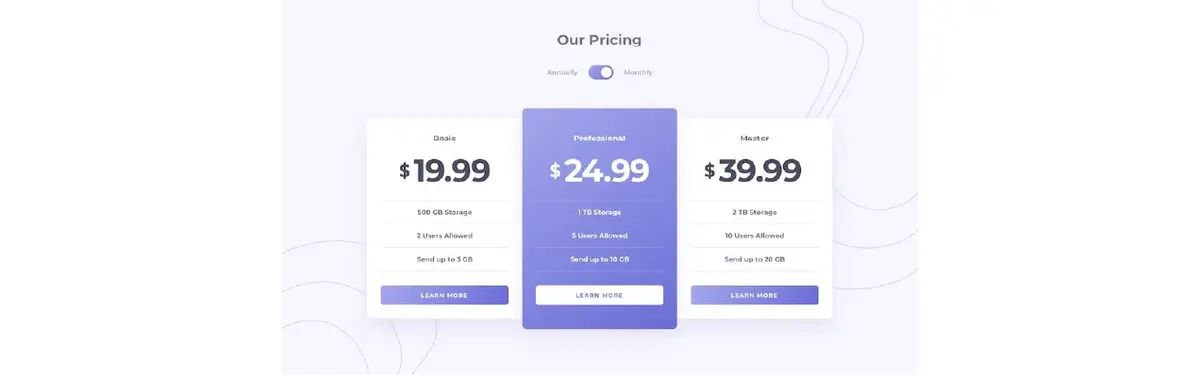 Our Pricing
Annually Monthly
Basic
$19.99
500 GB Storage
2 Users Allowed
Send up to 3 GB
LEARN MORE
Professional
$24.99
1 TB Storage
5 Users Allowed
Send up to 10 GB
LEARN MORE
Master
$39.99
2 TB Storage
10 Users Allowed
Send up to 20 GB
LEARN MORE